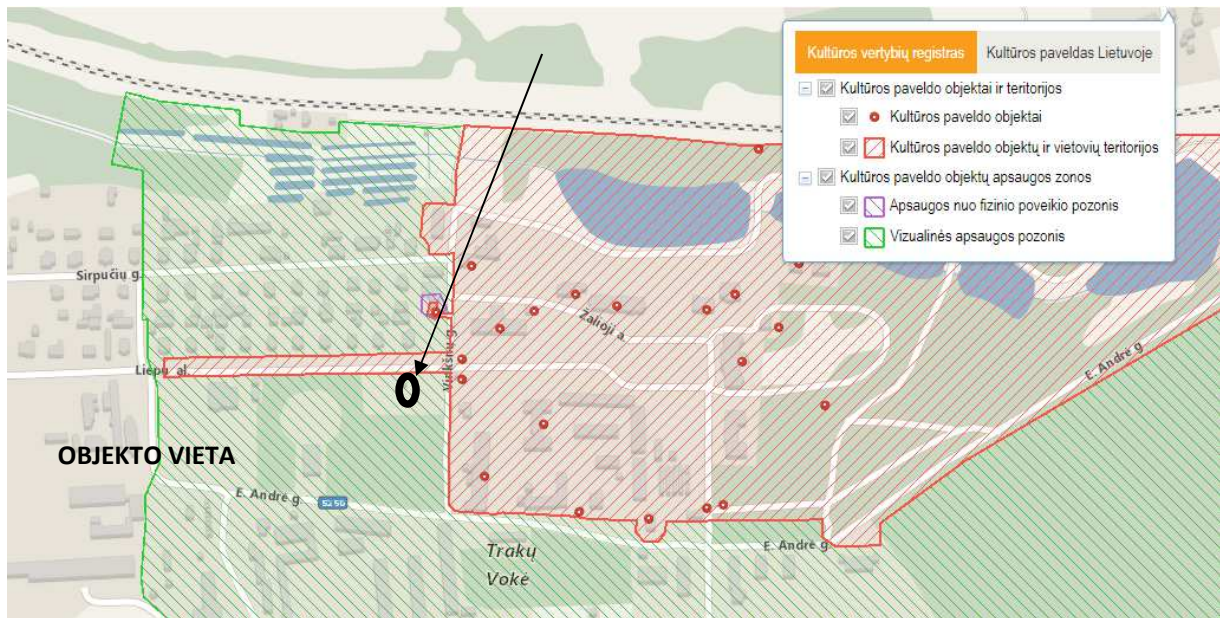 Kultūros vertybių registras
Kultūros paveldas Lietuvoje
Kultūros paveldo objektai ir teritorijos
Kultūros paveldo objektai
Kultūros paveldo objektų ir vietovių teritorijos
Kultūros paveldo objektų apsaugos zonos
Apsaugos nuo fizinio poveikio pozonis
Vizualinės apsaugos pozonis
Sirpučių g.
Žalioji a.
Liepų al.
E. Andrė g.
OBJEKTO VIETA
E. Andrė g.
5256
Trakų
Vokė
E. Andrė g.